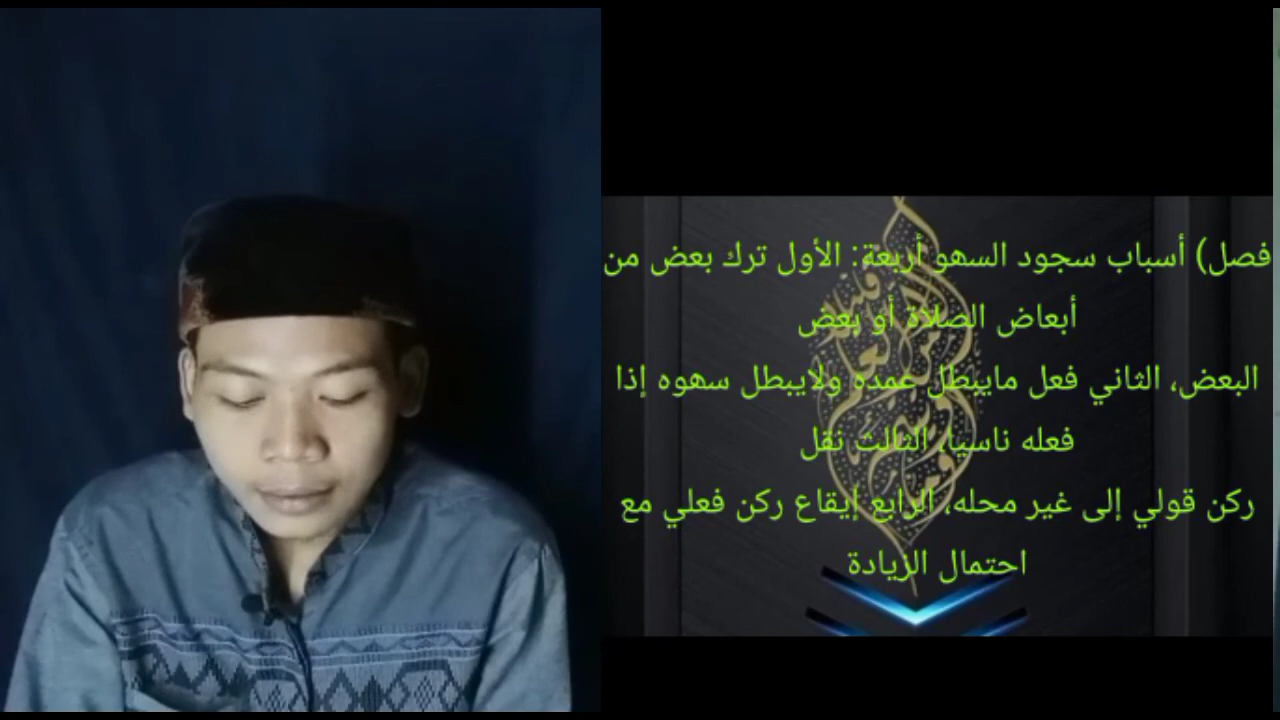 فصل) أسباب سجود السهو أربعة: الأول ترك بعض من
أبعاض الصلاة أو بعض
البعض، الثاني فعل مايبطل عمده ولايبطل سهوه إذا
فعله ناسيا، الثالث نقل
ركن قولي إلى غير محله، الرابع إيقاع ركن فعلي مع
احتمال الزيادة